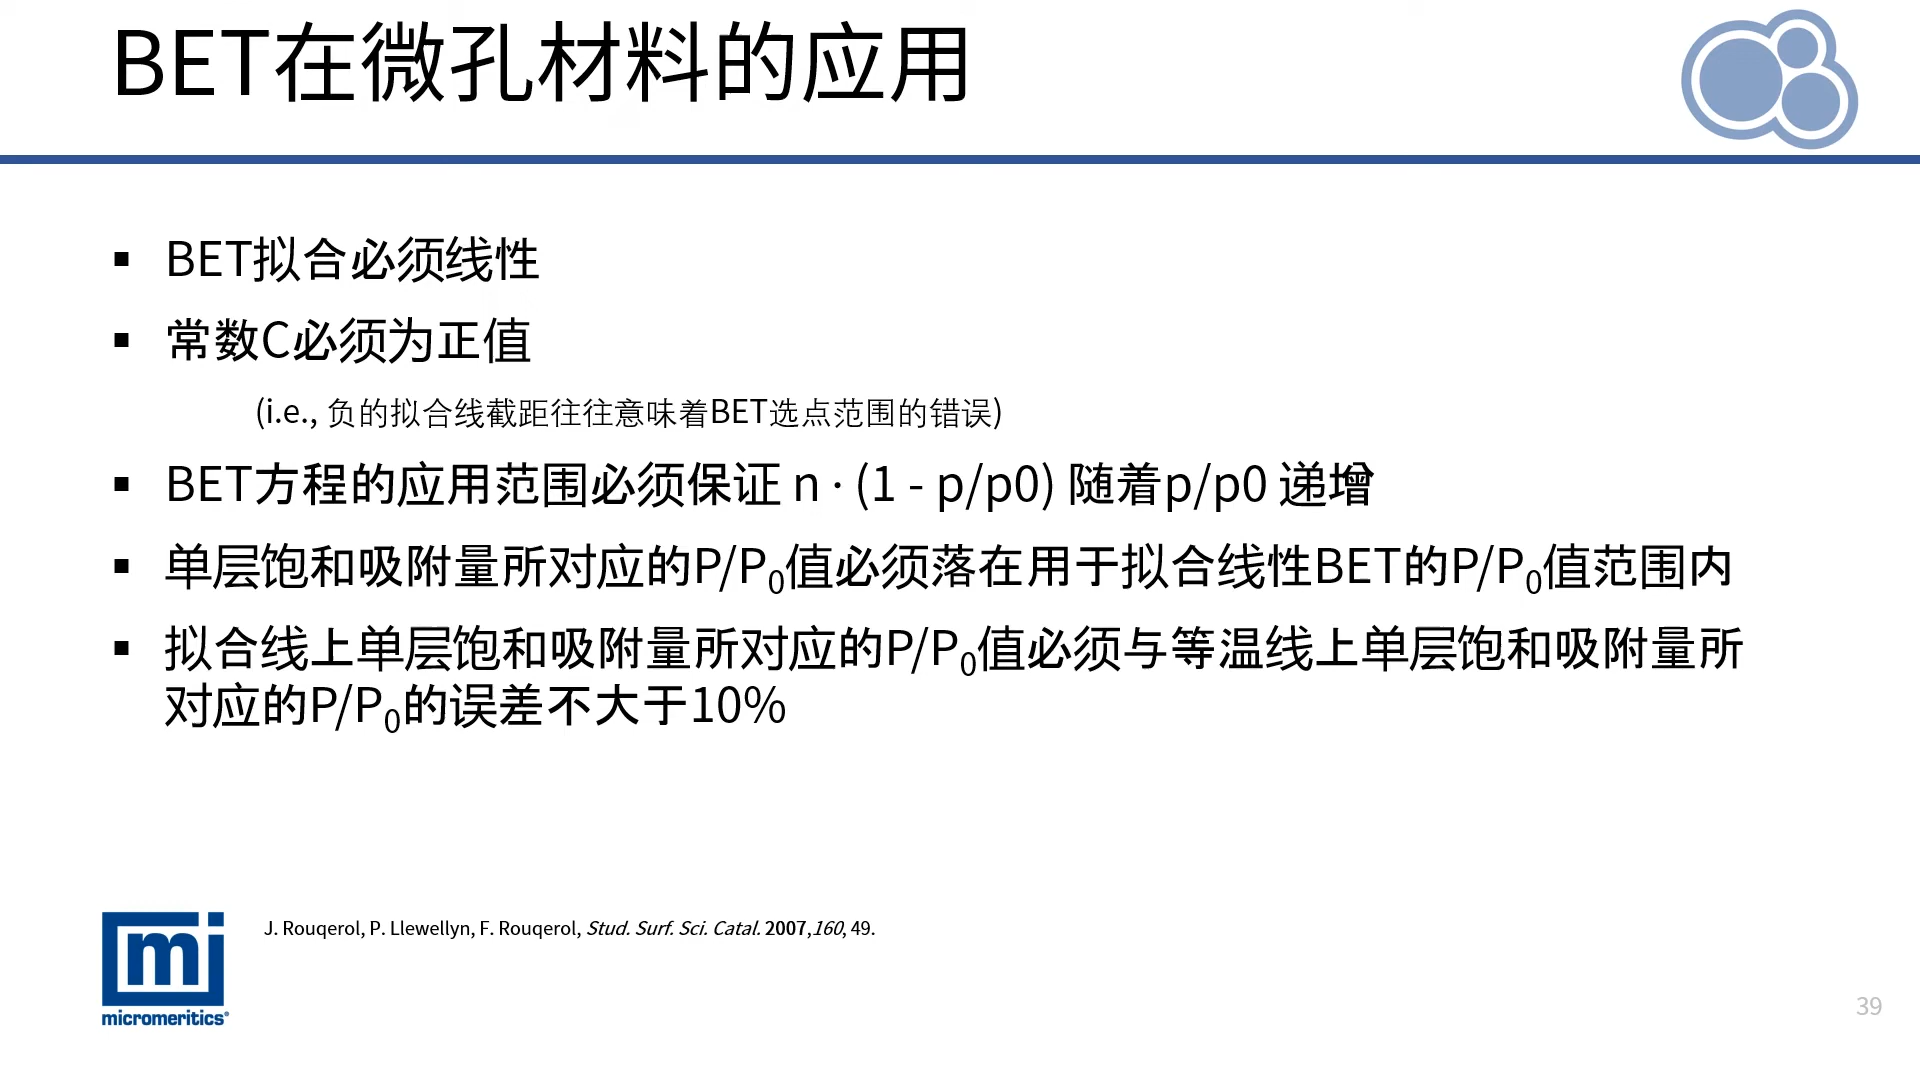 BET在微孔材料的应用
▪ BET拟合必须线性
▪ 常数C必须为正值
(i.e., 负的拟合线截距往往意味着BET选点范围的错误)
▪ BET方程的应用范围必须保证 n · (1 - p/p0) 随着p/p0 递增
▪ 单层饱和吸附量所对应的P/P₀值必须落在用于拟合线性BET的P/P₀值范围内
▪ 拟合线上单层饱和吸附量所对应的P/P₀值必须与等温线上单层饱和吸附量所
对应的P/P₀的误差不大于10%
J. Rouqerol, P. Llewellyn, F. Rouqerol, Stud. Surf. Sci. Catal. 2007,160, 49.
mi
micromeritics®
39